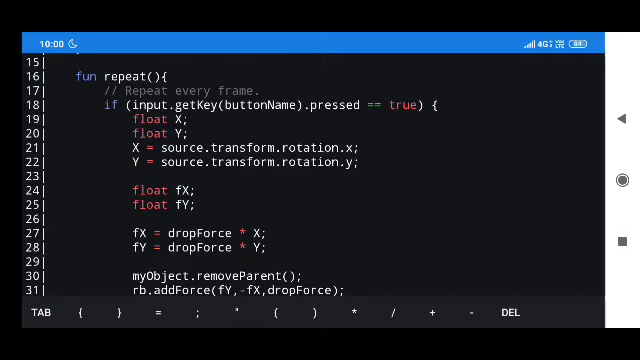 10:00 4G 84
15|
16| fun repeat(){
17| // Repeat every frame.
18| if (input.getKey(buttonName).pressed == true) {
19| float X;
20| float Y;
21| X = source.transform.rotation.x;
22| Y = source.transform.rotation.y;
23|
24| float fX;
25| float fY;
26|
27| fX = dropForce * X;
28| fY = dropForce * Y;
29|
30| myObject.removeParent();
31| rb.addForce(fY,-fX,dropForce);
TAB { } = ; " ( ) * / + - DEL